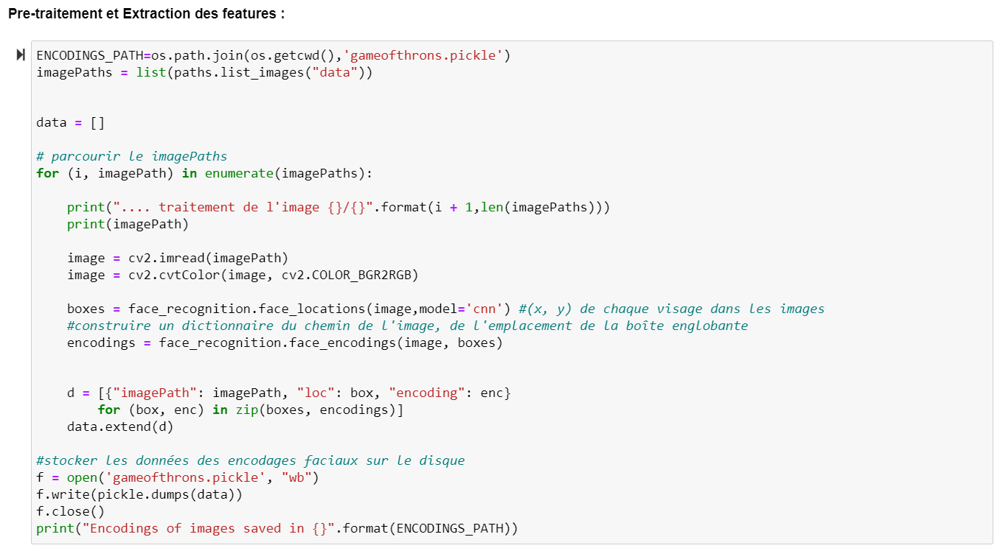 Pre-traitement et Extraction des features :
ENCODINGS_PATH=os.path.join(os.getcwd(),'gameofthrons.pickle')
imagePaths = list(paths.list_images("data"))
data = []
# parcourir le imagePaths
for (i, imagePath) in enumerate(imagePaths):
    print(".... traitement de l'image {}/{}".format(i + 1,len(imagePaths)))
    print(imagePath)
    image = cv2.imread(imagePath)
    image = cv2.cvtColor(image, cv2.COLOR_BGR2RGB)
    boxes = face_recognition.face_locations(image,model='cnn') #(x, y) de chaque visage dans les images
    #construire un dictionnaire du chemin de l'image, de l'emplacement de la boîte englobante
    encodings = face_recognition.face_encodings(image, boxes)
    d = [{"imagePath": imagePath, "loc": box, "encoding": enc}
        for (box, enc) in zip(boxes, encodings)]
    data.extend(d)
#stocker les données des encodages faciaux sur le disque
f = open('gameofthrons.pickle', "wb")
f.write(pickle.dumps(data))
f.close()
print("Encodings of images saved in {}".format(ENCODINGS_PATH))